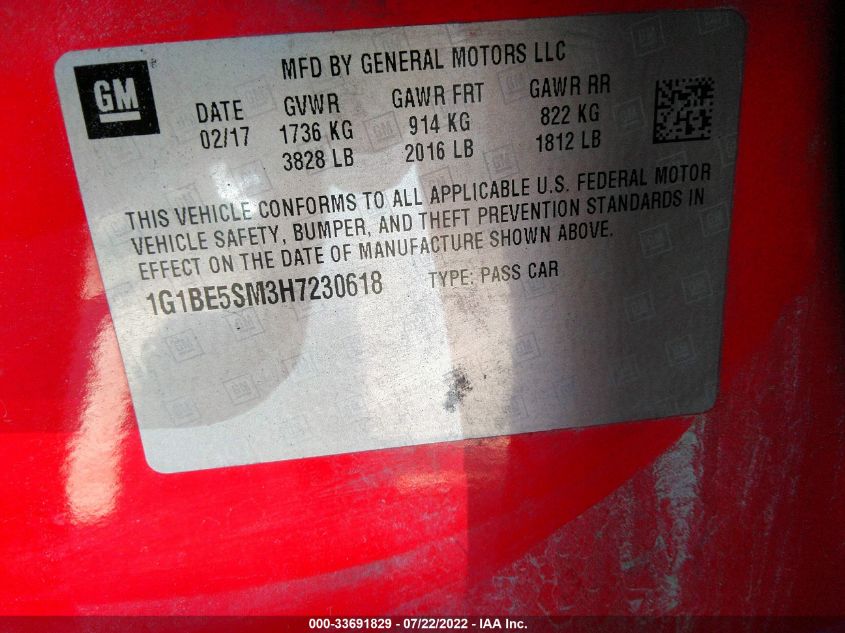 MFD BY GENERAL MOTORS LLC
GM
DATE GVWR GAWR FRT GAWR RR
02/17 1736 KG 914 KG 822 KG
3828 LB 2016 LB 1812 LB
THIS VEHICLE CONFORMS TO ALL APPLICABLE U.S. FEDERAL MOTOR
VEHICLE SAFETY, BUMPER, AND THEFT PREVENTION STANDARDS IN
EFFECT ON THE DATE OF MANUFACTURE SHOWN ABOVE.
1G1BE5SM3H7230618 TYPE: PASS CAR
000-33691829 / 07/22/2022 - IAA Inc.